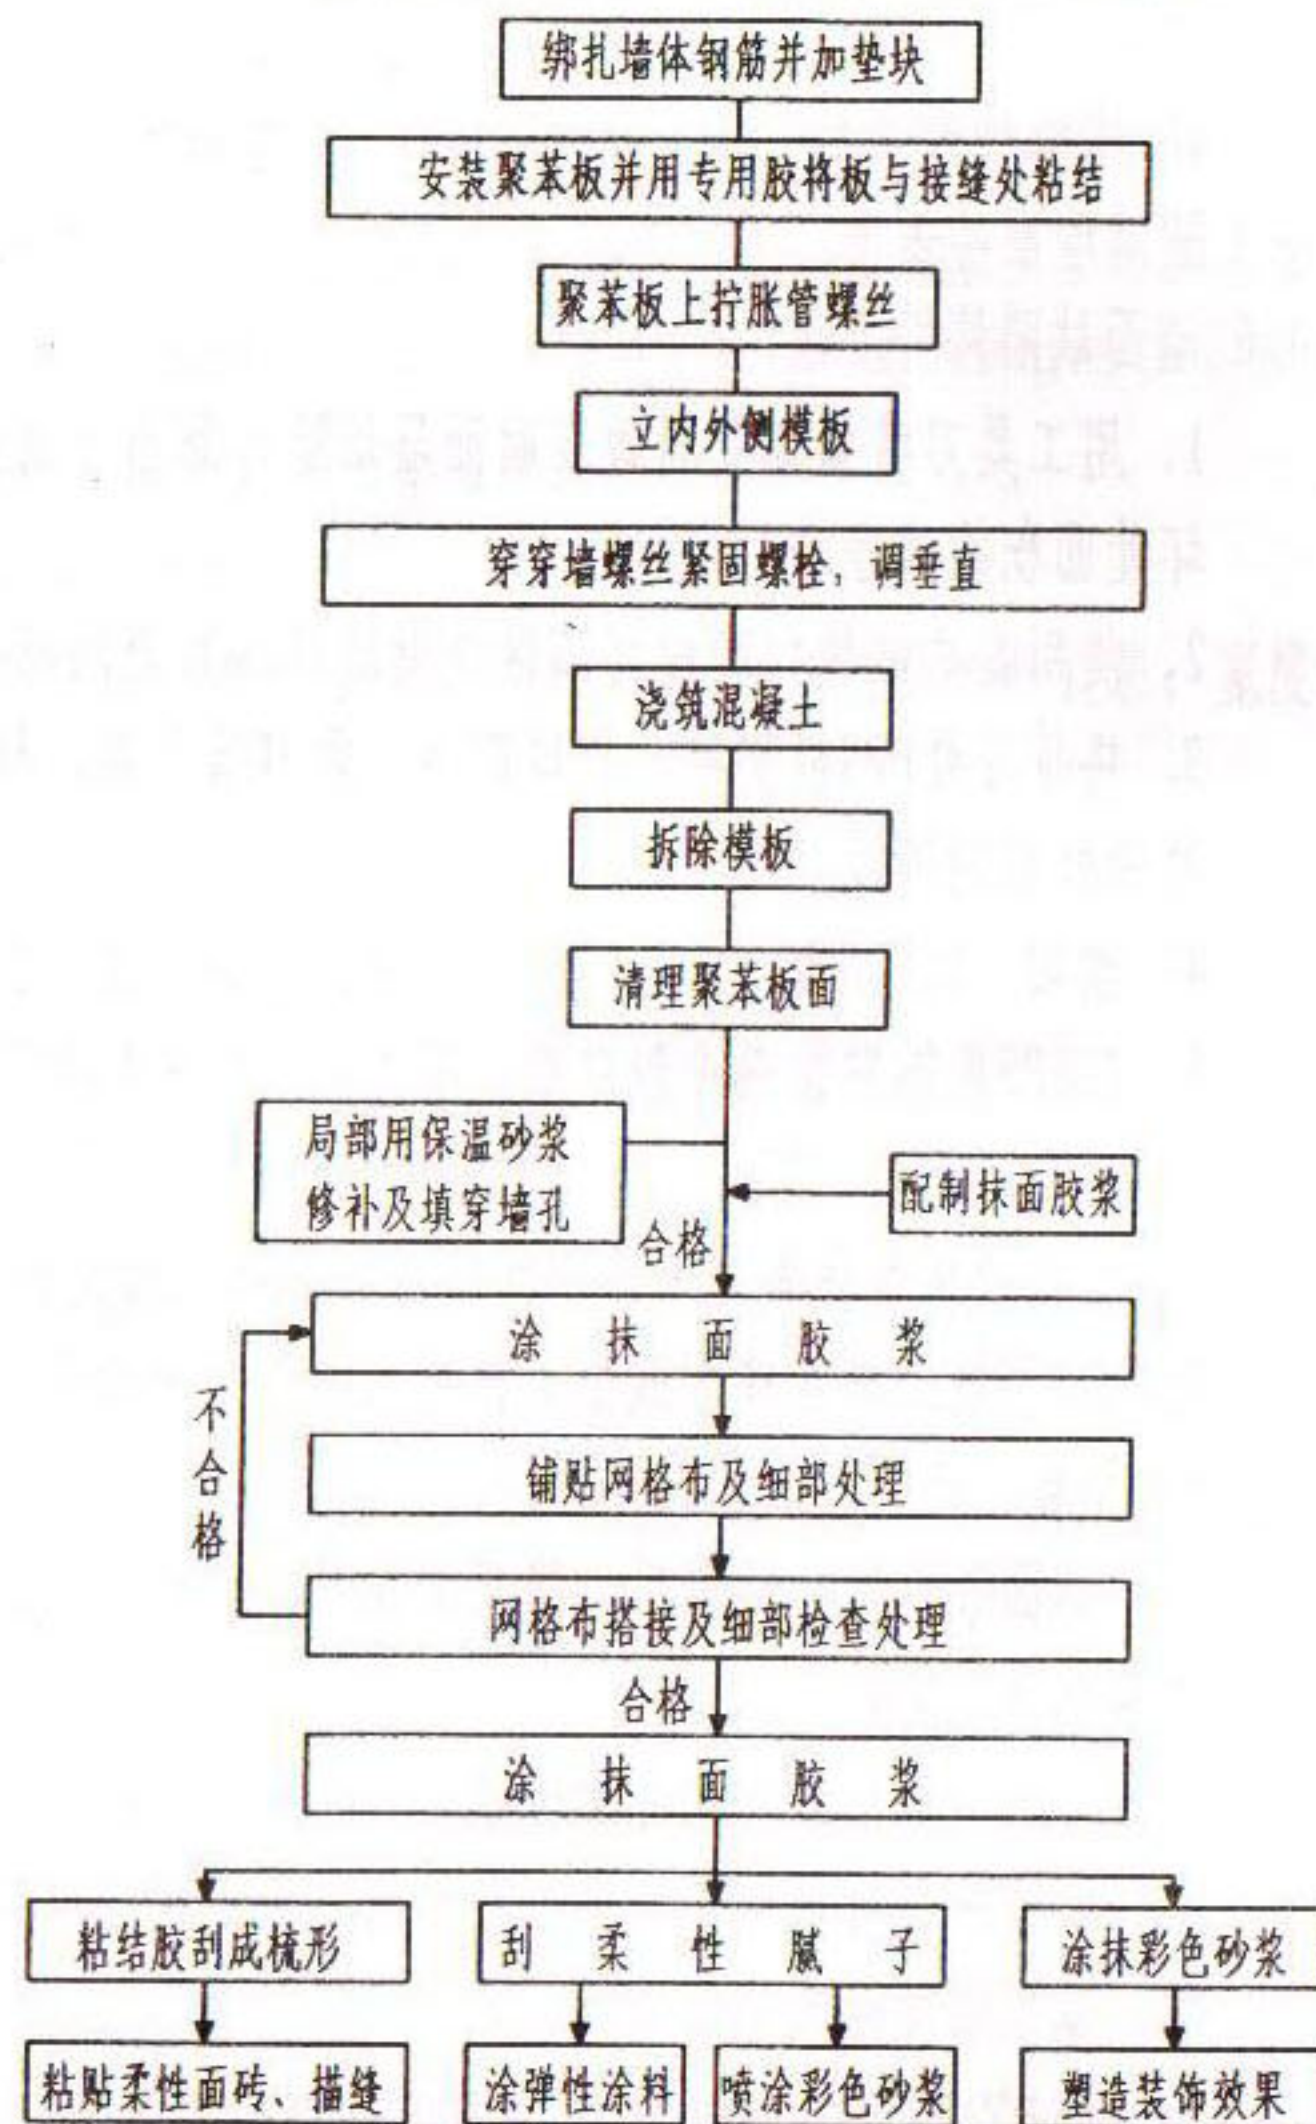 绑扎墙体钢筋并加垫块
安装聚苯板并用专用胶将板与接缝处粘结
聚苯板上拧胀管螺丝
立内外侧模板
穿穿墙螺丝紧固螺栓，调垂直
浇筑混凝土
拆除模板
清理聚苯板面
局部用保温砂浆
修补及填穿墙孔
配制抹面胶浆
合格
涂抹面胶浆
不合格
铺贴网格布及细部处理
网格布搭接及细部检查处理
合格
涂抹面胶浆
粘结胶刮成梳形
刮柔性腻子
涂抹彩色砂浆
粘贴柔性面砖、描缝
涂弹性涂料
喷涂彩色砂浆
塑造装饰效果